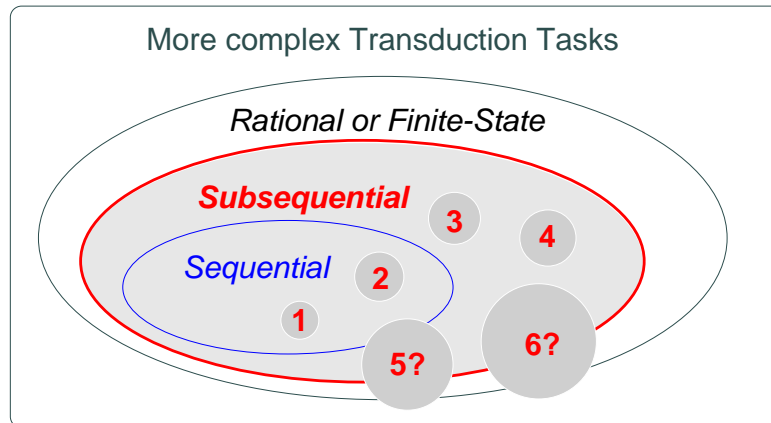 More complex Transduction Tasks
Rational or Finite-State
Subsequential
3
4
Sequential
2
1
6?
5?